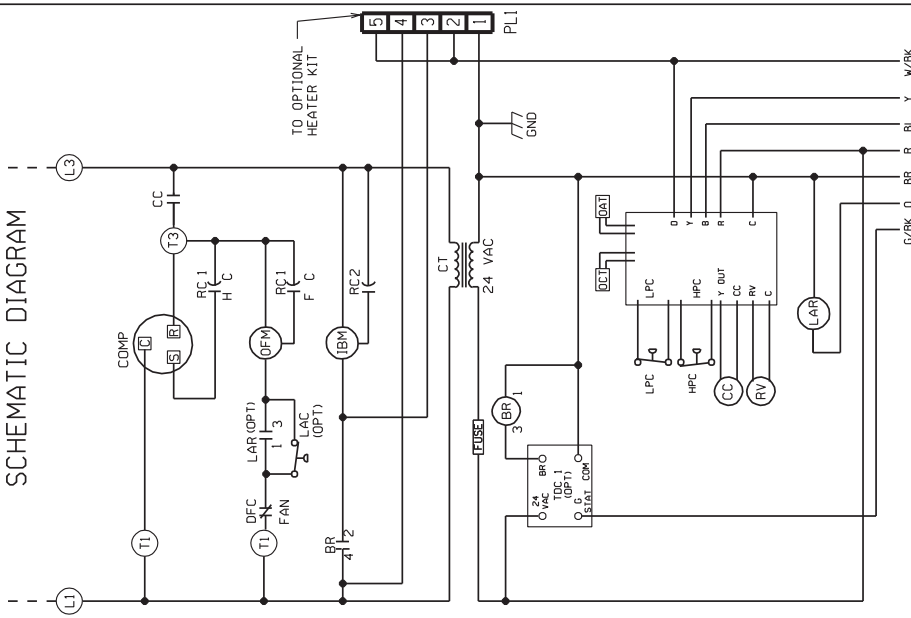 SCHEMATIC DIAGRAM
L3
L1
CC
T3
COMP
C
R
S
RC 1
H C
T1
OFM
RC1
F C
LAR(OPT)
1 3
LAC
(OPT)
DFC
FAN
T1
IBM
RC2
BR
4 2
TO OPTIONAL
HEATER KIT
5 4 3 2 1
PL1
GND
CT
24 VAC
FUSE
BR
3 1
24
VAC
BR
TDC 1
(OPT)
G
STAT COM
OAT
OCT
LPC
HPC
Y OUT
CC
RV
C
D
Y
B
R
C
LPC
HPC
CC
RV
LAR
W/BK
Y
BL
R
BR
O
G/BK